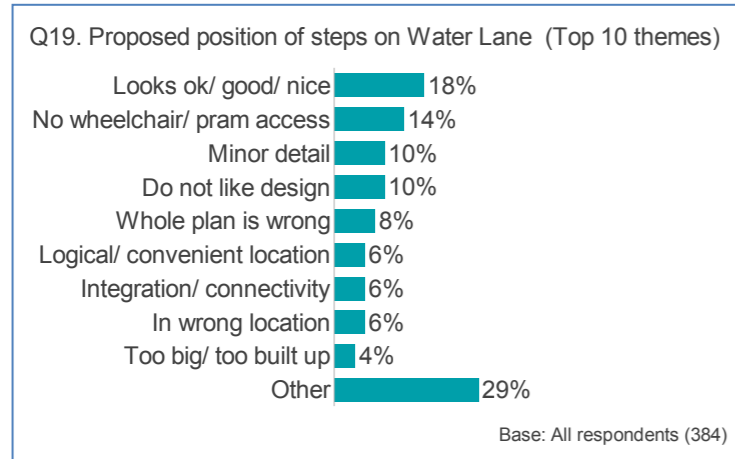 Q19. Proposed position of steps on Water Lane (Top 10 themes)
Looks ok/ good/ nice 18%
No wheelchair/ pram access 14%
Minor detail 10%
Do not like design 10%
Whole plan is wrong 8%
Logical/ convenient location 6%
Integration/ connectivity 6%
In wrong location 6%
Too big/ too built up 4%
Other 29%
Base: All respondents (384)